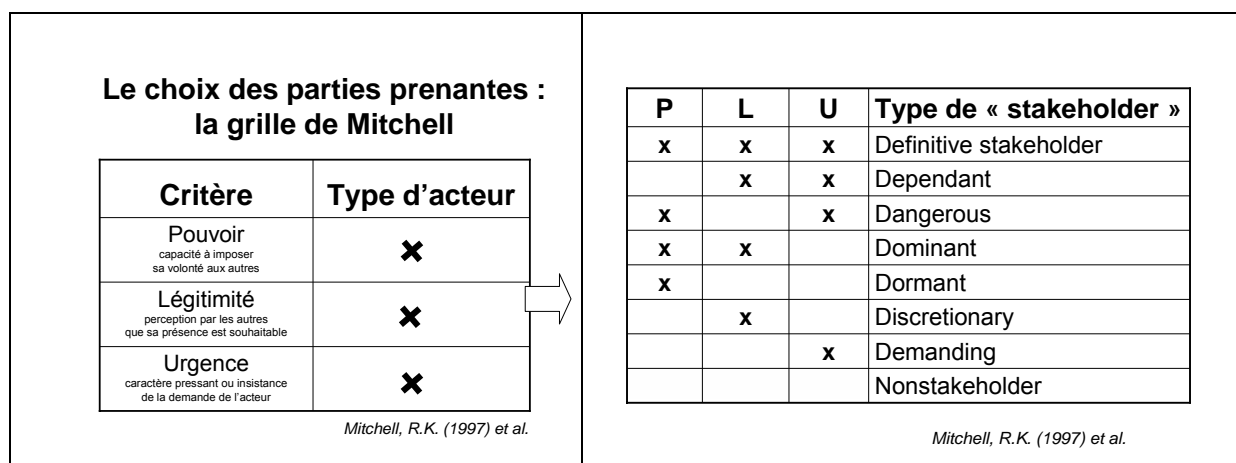 Le choix des parties prenantes :
la grille de Mitchell
Critère Type d'acteur
Pouvoir
capacité à imposer
sa volonté aux autres
✖
Légitimité
perception par les autres
que sa présence est souhaitable
✖
Urgence
caractère pressant ou insistance
de la demande de l'acteur
✖
Mitchell, R.K. (1997) et al.
P L U Type de « stakeholder »
x x x Definitive stakeholder
x x Dependant
x x Dangerous
x x Dominant
x Dormant
x Discretionary
x Demanding
Nonstakeholder
Mitchell, R.K. (1997) et al.